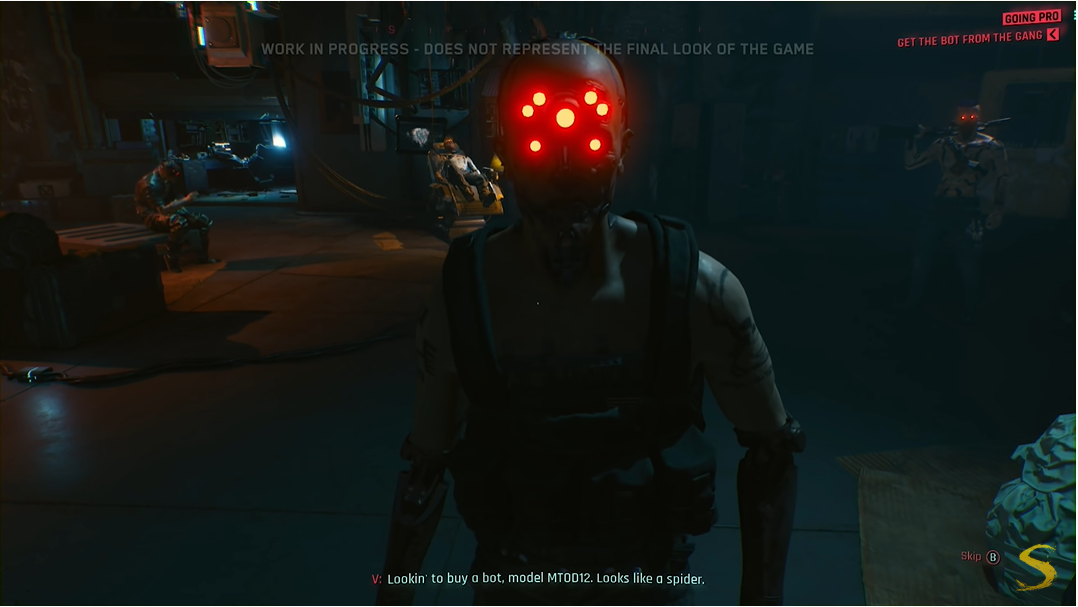 GOING PRO
GET THE BOT FROM THE GANG
WORK IN PROGRESS - DOES NOT REPRESENT THE FINAL LOOK OF THE GAME
Skip B
S
V: Lookin' to buy a bot, model MTOD12. Looks like a spider.